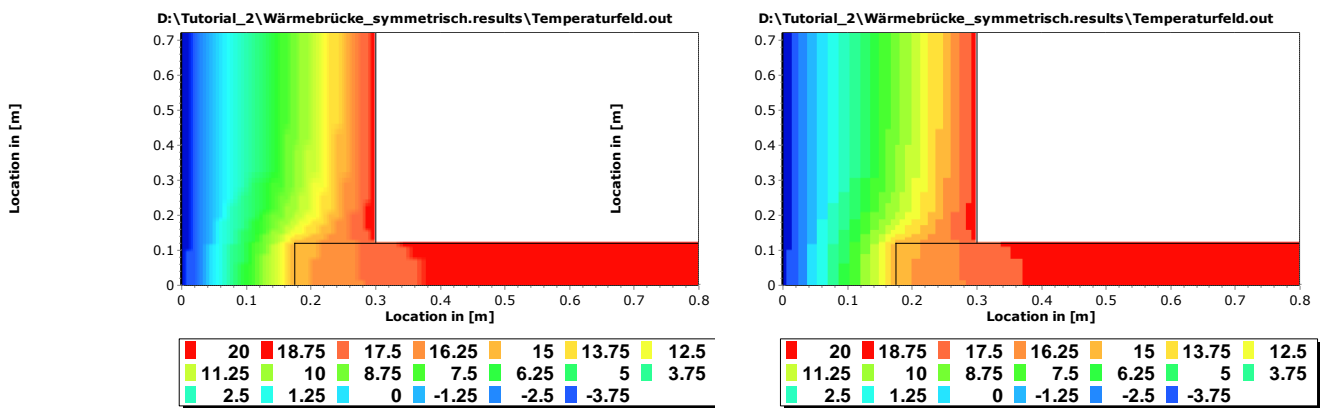 D:\Tutorial_2\Wärmebrücke_symmetrisch.results\Temperaturfeld.out
Location in [m]
0.7
0.6
0.5
0.4
0.3
0.2
0.1
0
0 0.1 0.2 0.3 0.4 0.5 0.6 0.7 0.8
Location in [m]
20 18.75 17.5 16.25 15 13.75 12.5
11.25 10 8.75 7.5 6.25 5 3.75
2.5 1.25 0 -1.25 -2.5 -3.75
D:\Tutorial_2\Wärmebrücke_symmetrisch.results\Temperaturfeld.out
Location in [m]
0.7
0.6
0.5
0.4
0.3
0.2
0.1
0
0 0.1 0.2 0.3 0.4 0.5 0.6 0.7 0.8
Location in [m]
20 18.75 17.5 16.25 15 13.75 12.5
11.25 10 8.75 7.5 6.25 5 3.75
2.5 1.25 0 -1.25 -2.5 -3.75